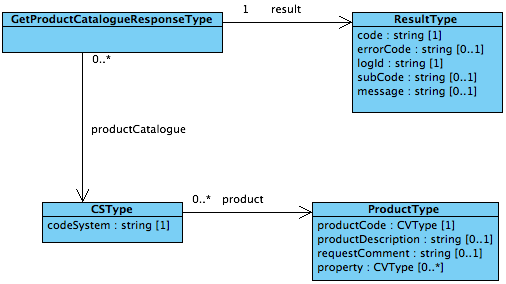 GetProductCatalogueResponseType
1 result
ResultType
code : string [1]
errorCode : string [0..1]
logId : string [1]
subCode : string [0..1]
message : string [0..1]
0..*
productCatalogue
CSType
codeSystem : string [1]
0..* product
ProductType
productCode : CVType [1]
productDescription : string [0..1]
requestComment : string [0..1]
property : CVType [0..*]